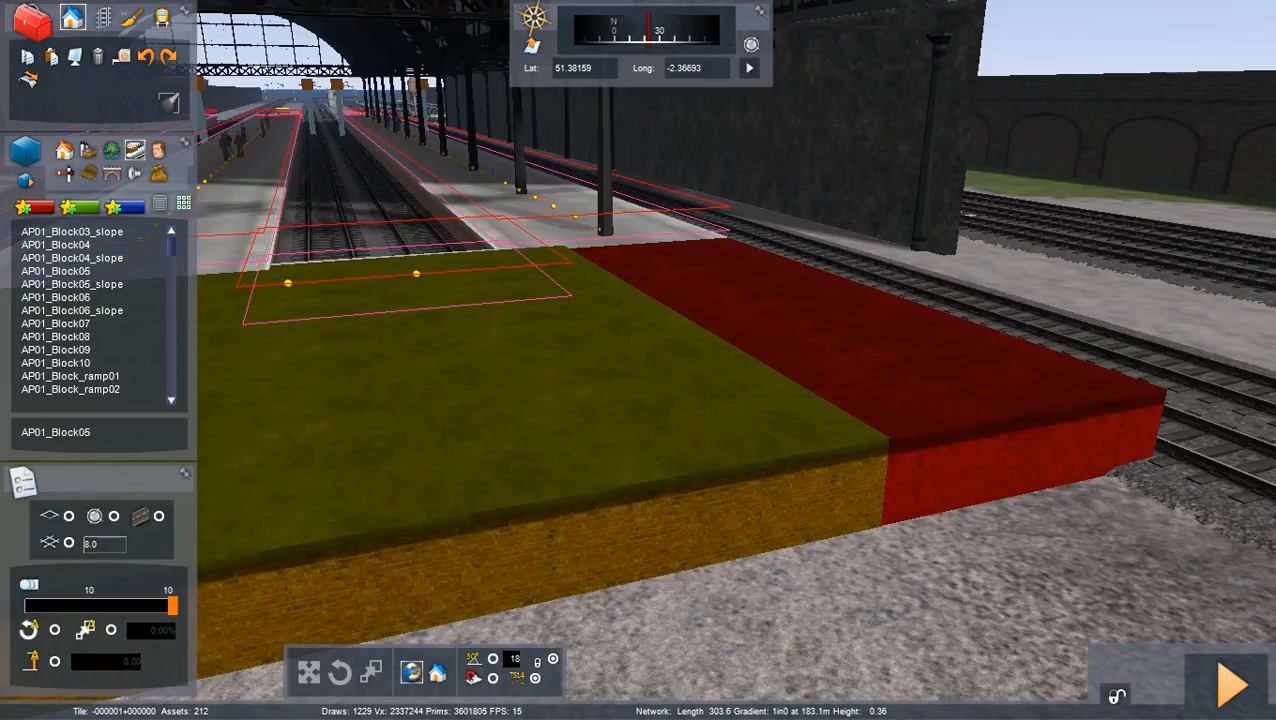 N
0
30
Lat:
51.38159
Long:
-2.36693
AP01_Block03_slope
AP01_Block04
AP01_Block04_slope
AP01_Block05
AP01_Block05_slope
AP01_Block06
AP01_Block06_slope
AP01_Block07
AP01_Block08
AP01_Block09
AP01_Block10
AP01_Block_ramp01
AP01_Block_ramp02
AP01_Block05
8.0
10
10
0.00%
0.00
30°
18
TS14
Tile: -000001+000000 Assets: 212
Draws: 1229 Vx: 2337244 Prims: 3601805 FPS: 15
Network: Length 303.6 Gradient: 1in0 at 183.1m Height: 0.36